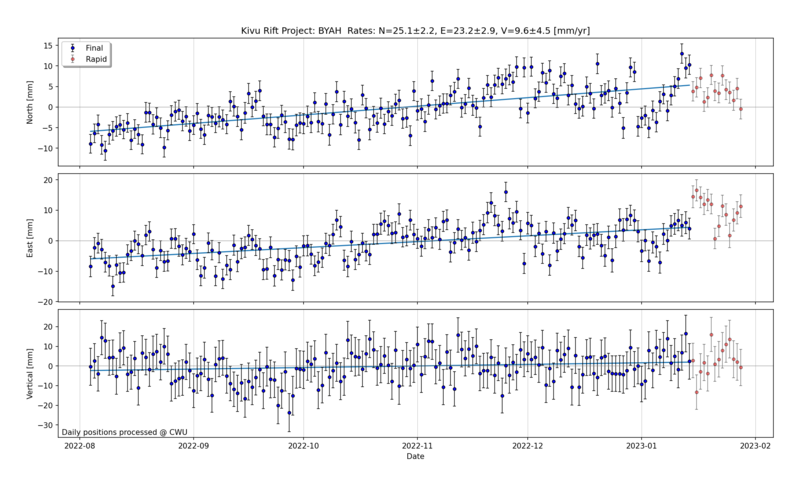 Kivu Rift Project: BYAH  Rates: N=25.1±2.2, E=23.2±2.9, V=9.6±4.5 [mm/yr]
Final
Rapid
15
10
5
0
−5
−10
North [mm]
20
10
0
−10
−20
East [mm]
20
10
0
−10
−20
−30
Vertical [mm]
Daily positions processed @ CWU
2022-08 2022-09 2022-10 2022-11 2022-12 2023-01 2023-02
Date